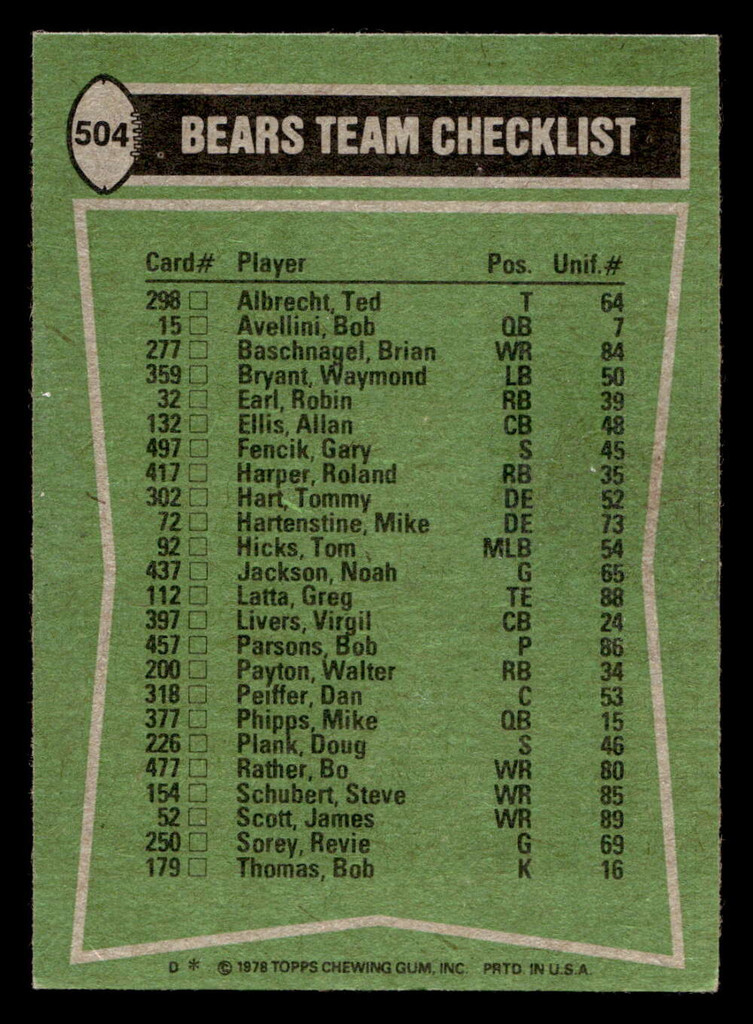 504 BEARS TEAM CHECKLIST
Card# Player Pos. Unif.#
298 Albrecht, Ted T 64
15 Avellini, Bob QB 7
277 Baschnagel, Brian WR 84
359 Bryant, Waymond LB 50
32 Earl, Robin RB 39
132 Ellis, Allan CB 48
497 Fencik, Gary S 45
417 Harper, Roland RB 35
302 Hart, Tommy DE 52
72 Hartenstine, Mike DE 73
92 Hicks, Tom MLB 54
437 Jackson, Noah G 65
112 Latta, Greg TE 88
397 Livers, Virgil CB 24
457 Parsons, Bob P 86
200 Payton, Walter RB 34
318 Peiffer, Dan C 53
377 Phipps, Mike QB 15
226 Plank, Doug S 46
477 Rather, Bo WR 80
154 Schubert, Steve WR 85
52 Scott, James WR 89
250 Sorey, Revie G 69
179 Thomas, Bob K 16
D * © 1978 TOPPS CHEWING GUM, INC. PRTD. IN U.S.A.